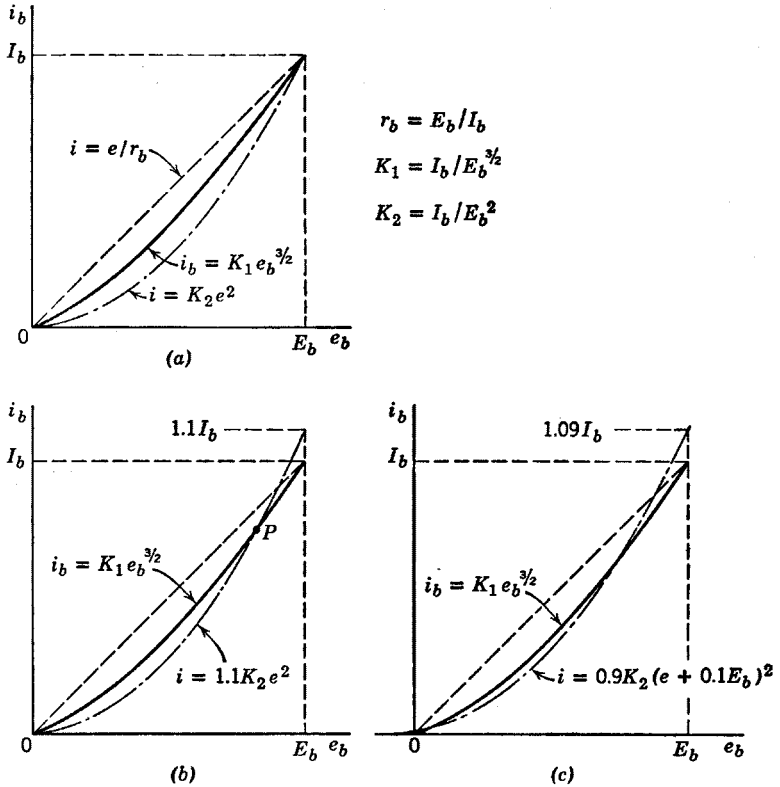 i_b
I_b
i = e/r_b
i_b = K_1 e_b^{3/2}
i = K_2 e^2
0
E_b e_b
(a)
r_b = E_b/I_b
K_1 = I_b/E_b^{3/2}
K_2 = I_b/E_b^2
i_b
1.1I_b
I_b
P
i_b = K_1 e_b^{3/2}
i = 1.1K_2 e^2
0
E_b e_b
(b)
i_b
1.09I_b
I_b
i_b = K_1 e_b^{3/2}
i = 0.9K_2 (e + 0.1E_b)^2
0
E_b e_b
(c)